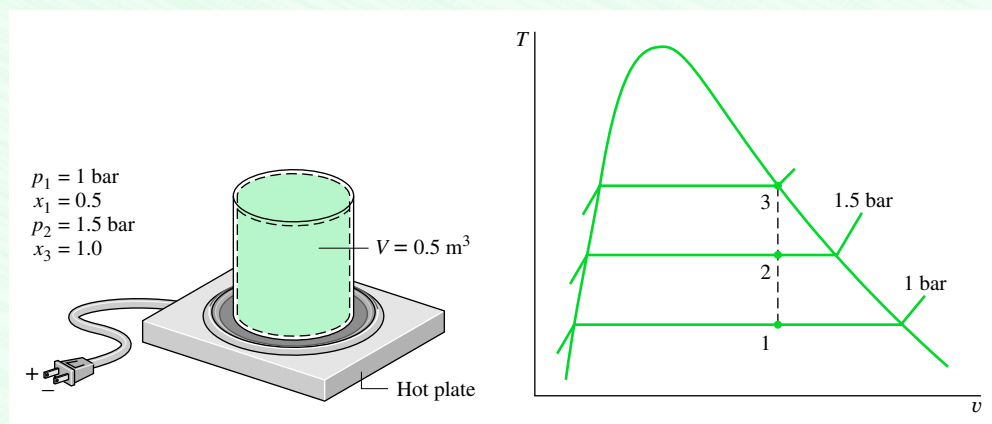 p₁ = 1 bar
x₁ = 0.5
p₂ = 1.5 bar
x₃ = 1.0
V = 0.5 m³
+
–
Hot plate
T
3
1.5 bar
2
1 bar
1
v